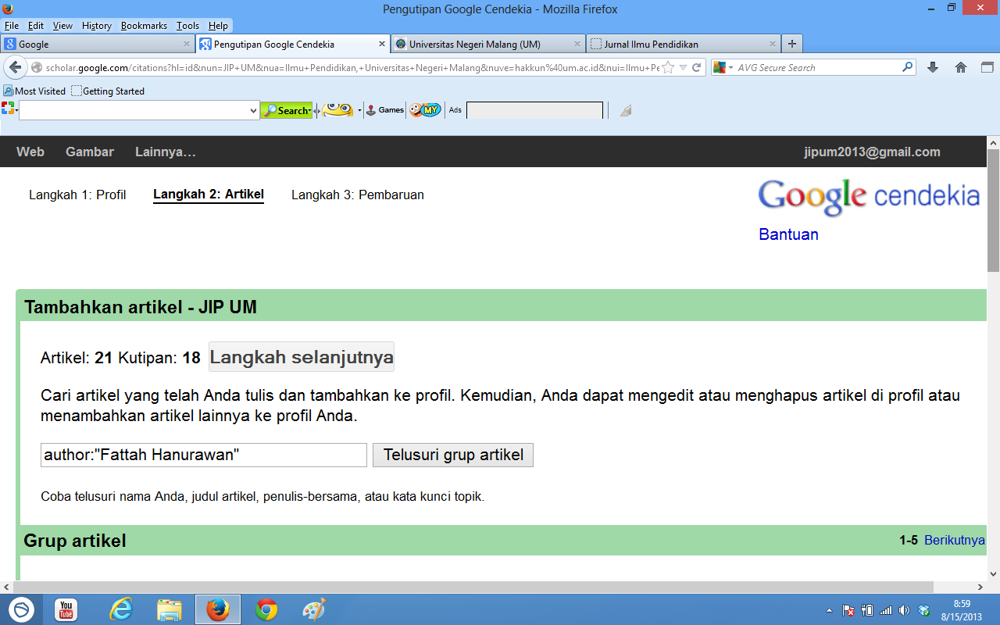 Pengutipan Google Cendekia - Mozilla Firefox
File Edit View History Bookmarks Tools Help
Google
Pengutipan Google Cendekia
Universitas Negeri Malang (UM)
Jurnal Ilmu Pendidikan
scholar.google.com/citations?hl=id&nun=JIP+UM&nua=Ilmu+Pendidikan,+Universitas+Negeri+Malang&nuve=hakkun%40um.ac.id&nui=Ilmu+Pe
AVG Secure Search
Most Visited Getting Started
Search Games MY Ads
Web Gambar Lainnya… jipum2013@gmail.com
Langkah 1: Profil Langkah 2: Artikel Langkah 3: Pembaruan
Google cendekia
Bantuan
Tambahkan artikel - JIP UM
Artikel: 21 Kutipan: 18 Langkah selanjutnya
Cari artikel yang telah Anda tulis dan tambahkan ke profil. Kemudian, Anda dapat mengedit atau menghapus artikel di profil atau
menambahkan artikel lainnya ke profil Anda.
author:"Fattah Hanurawan" Telusuri grup artikel
Coba telusuri nama Anda, judul artikel, penulis-bersama, atau kata kunci topik.
Grup artikel 1-5 Berikutnya
You
Tube
8:59
8/15/2013